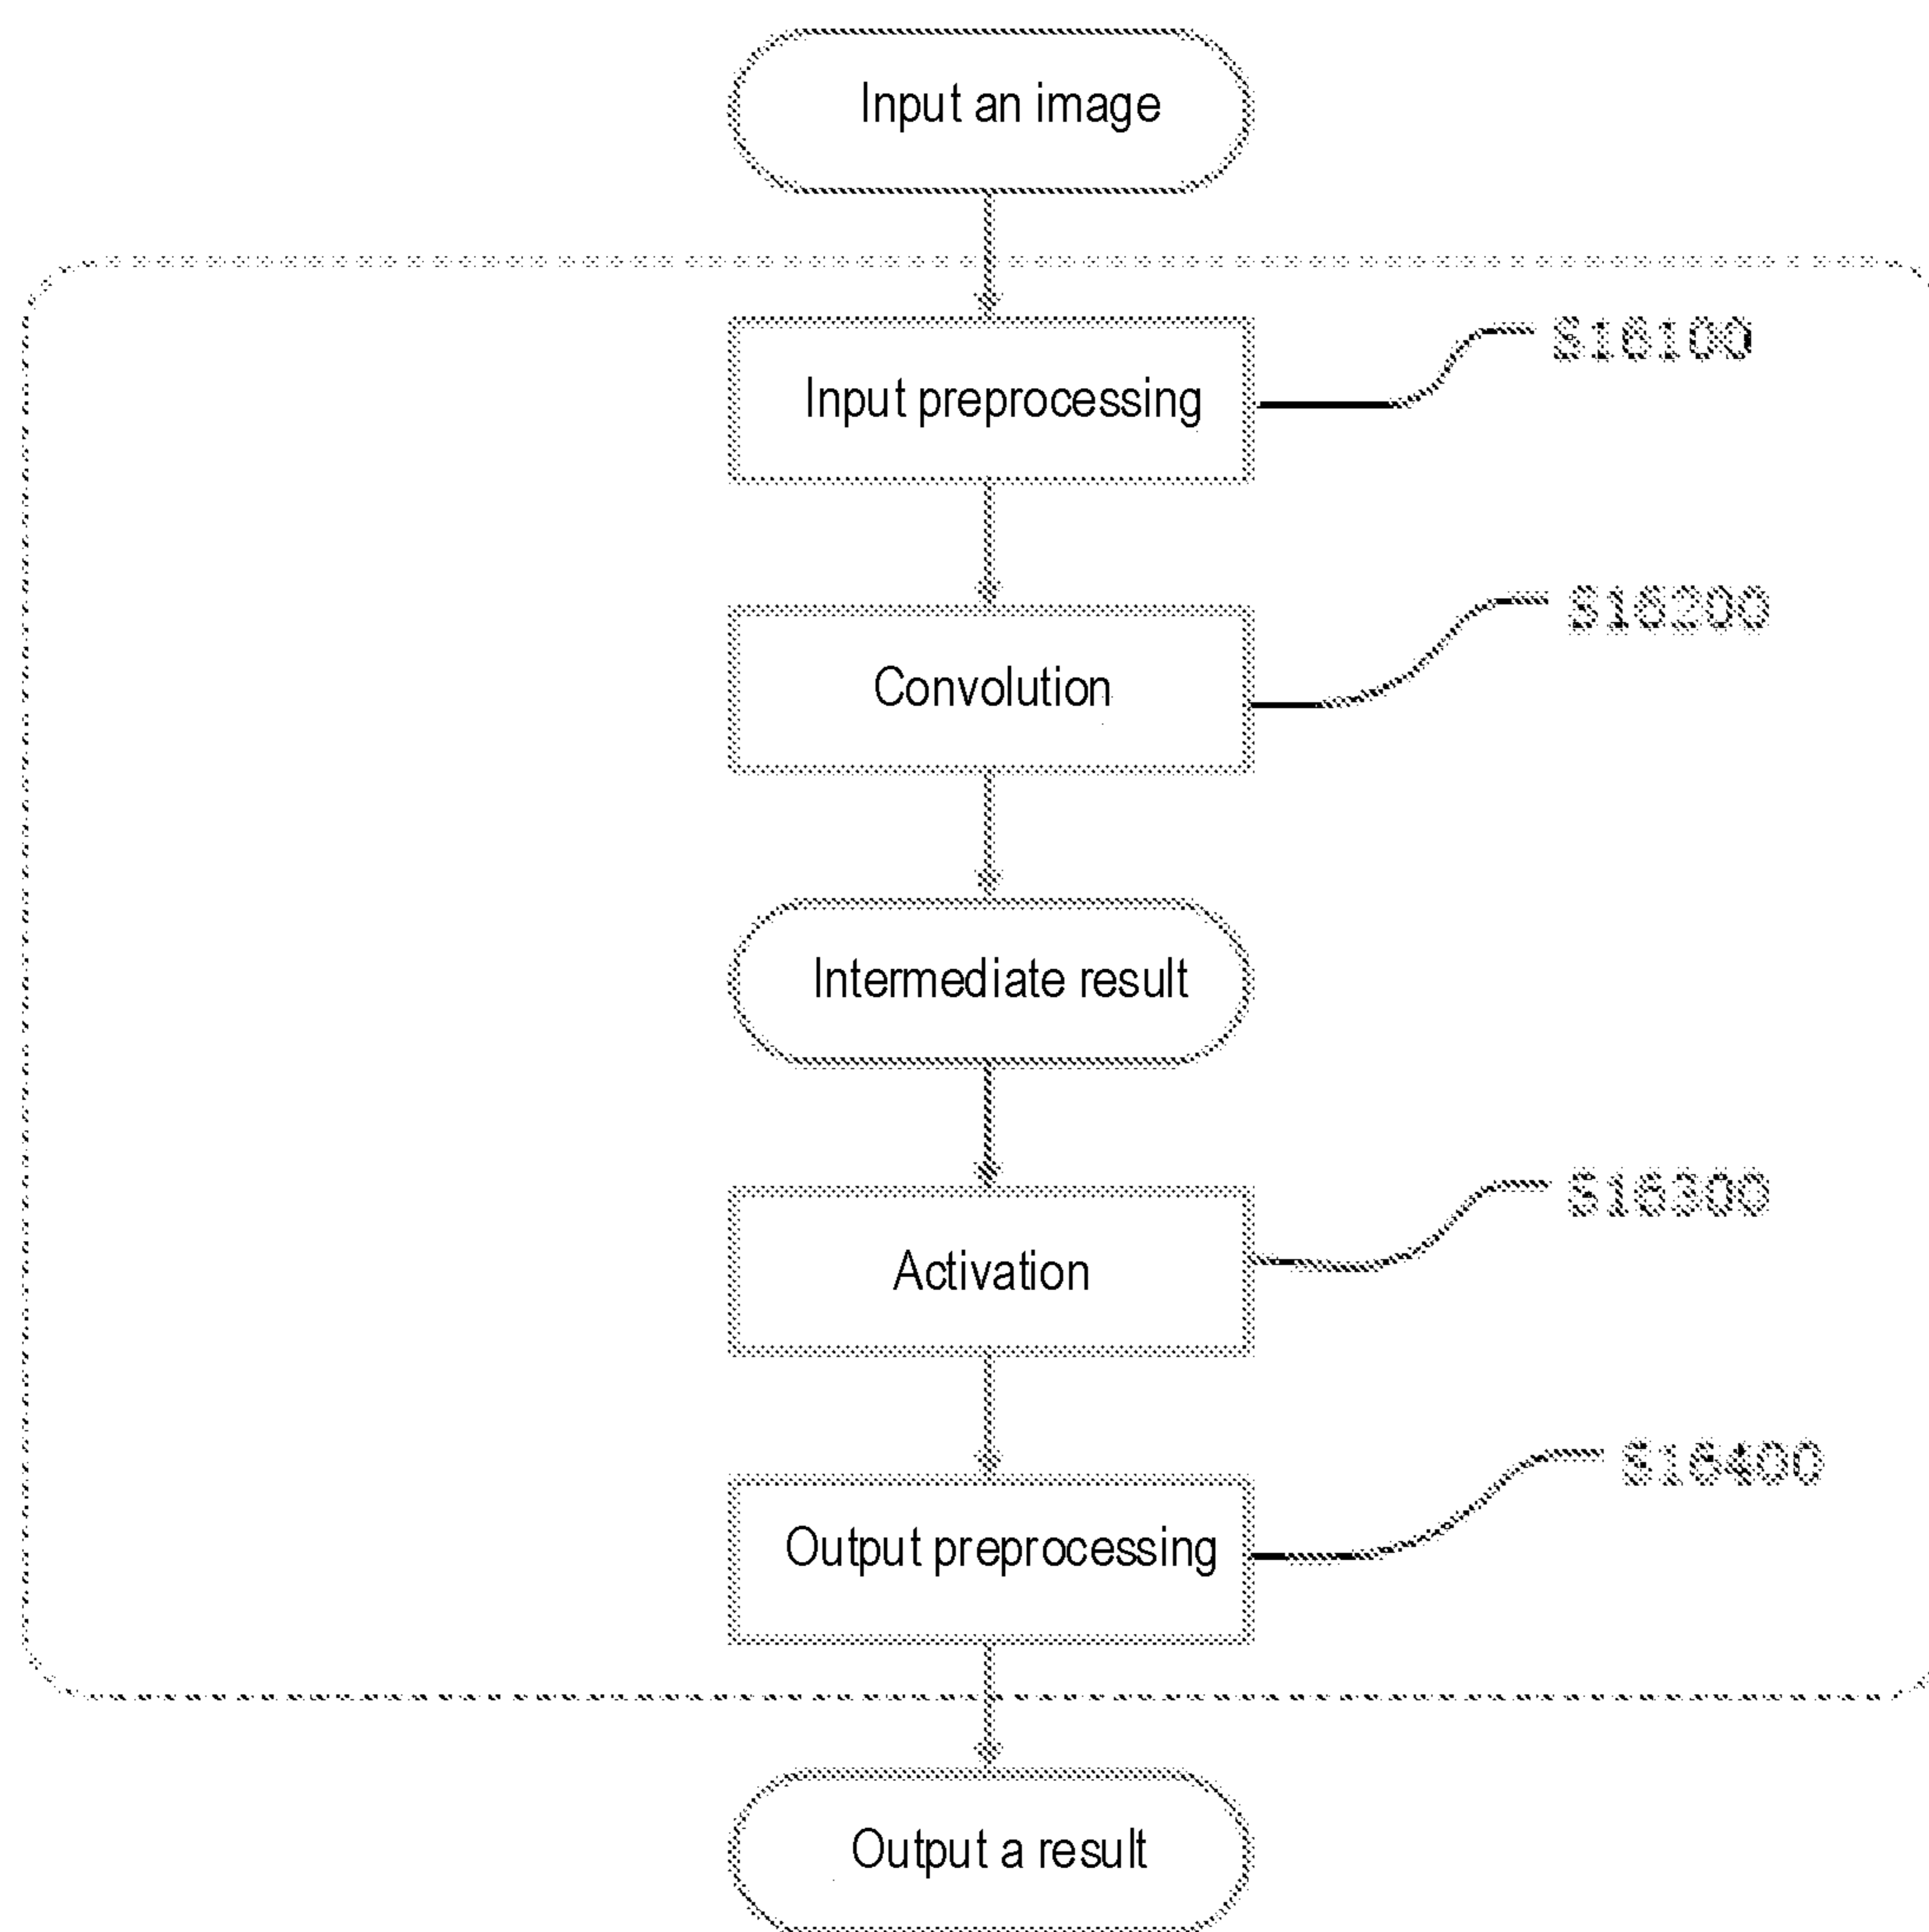 Input an image
Input preprocessing
S16100
Convolution
S16200
Intermediate result
Activation
S16300
Output preprocessing
S16400
Output a result